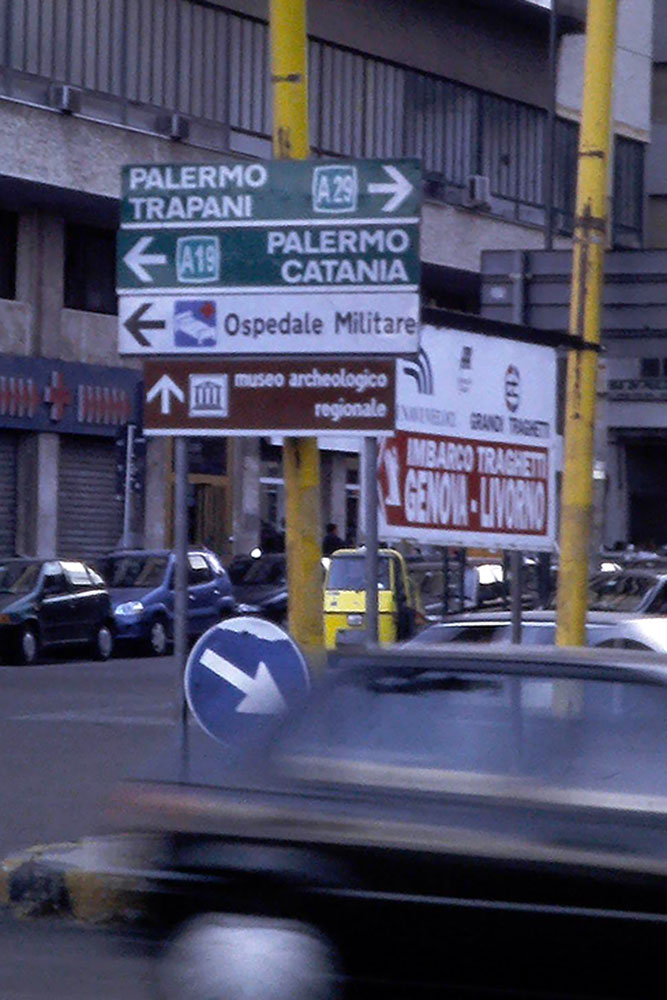 PALERMO
TRAPANI
A29
A19
PALERMO
CATANIA
Ospedale Militare
museo archeologico
regionale
GRANDI TRAGHETTI
IMBARCO TRAGHETTI
GENOVA - LIVORNO